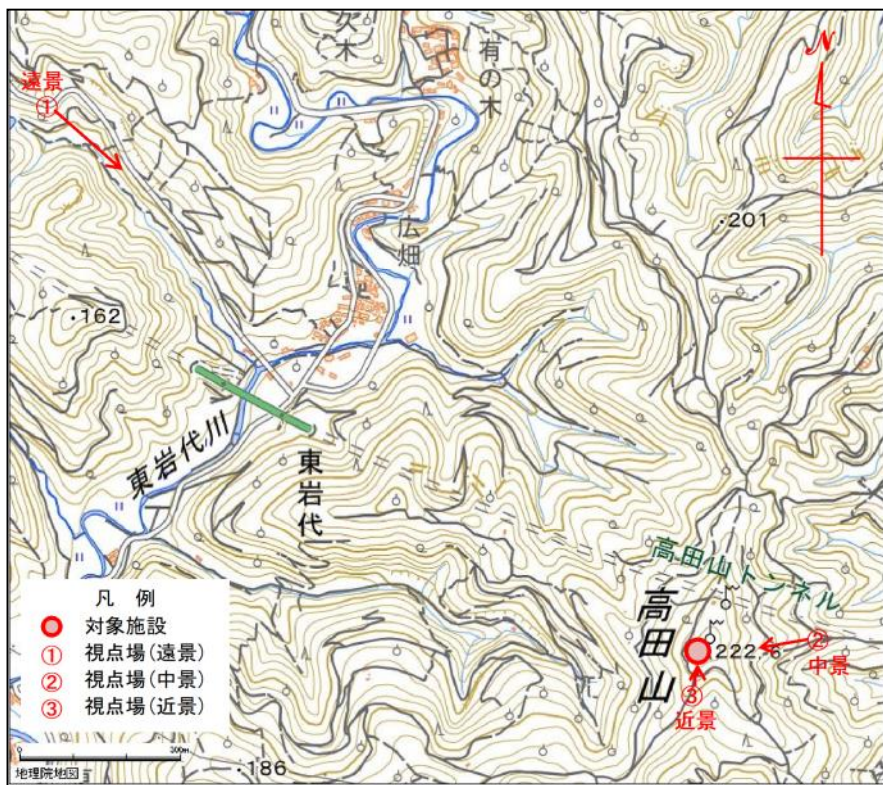 久木
有の木
N
遠景
①
広畑
・201
・162
東岩代川
東岩代
高田山トンネル
高田山
222.6
②
中景
③
近景
凡 例
対象施設
① 視点場(遠景)
② 視点場(中景)
③ 視点場(近景)
0
300m
地理院地図
・186